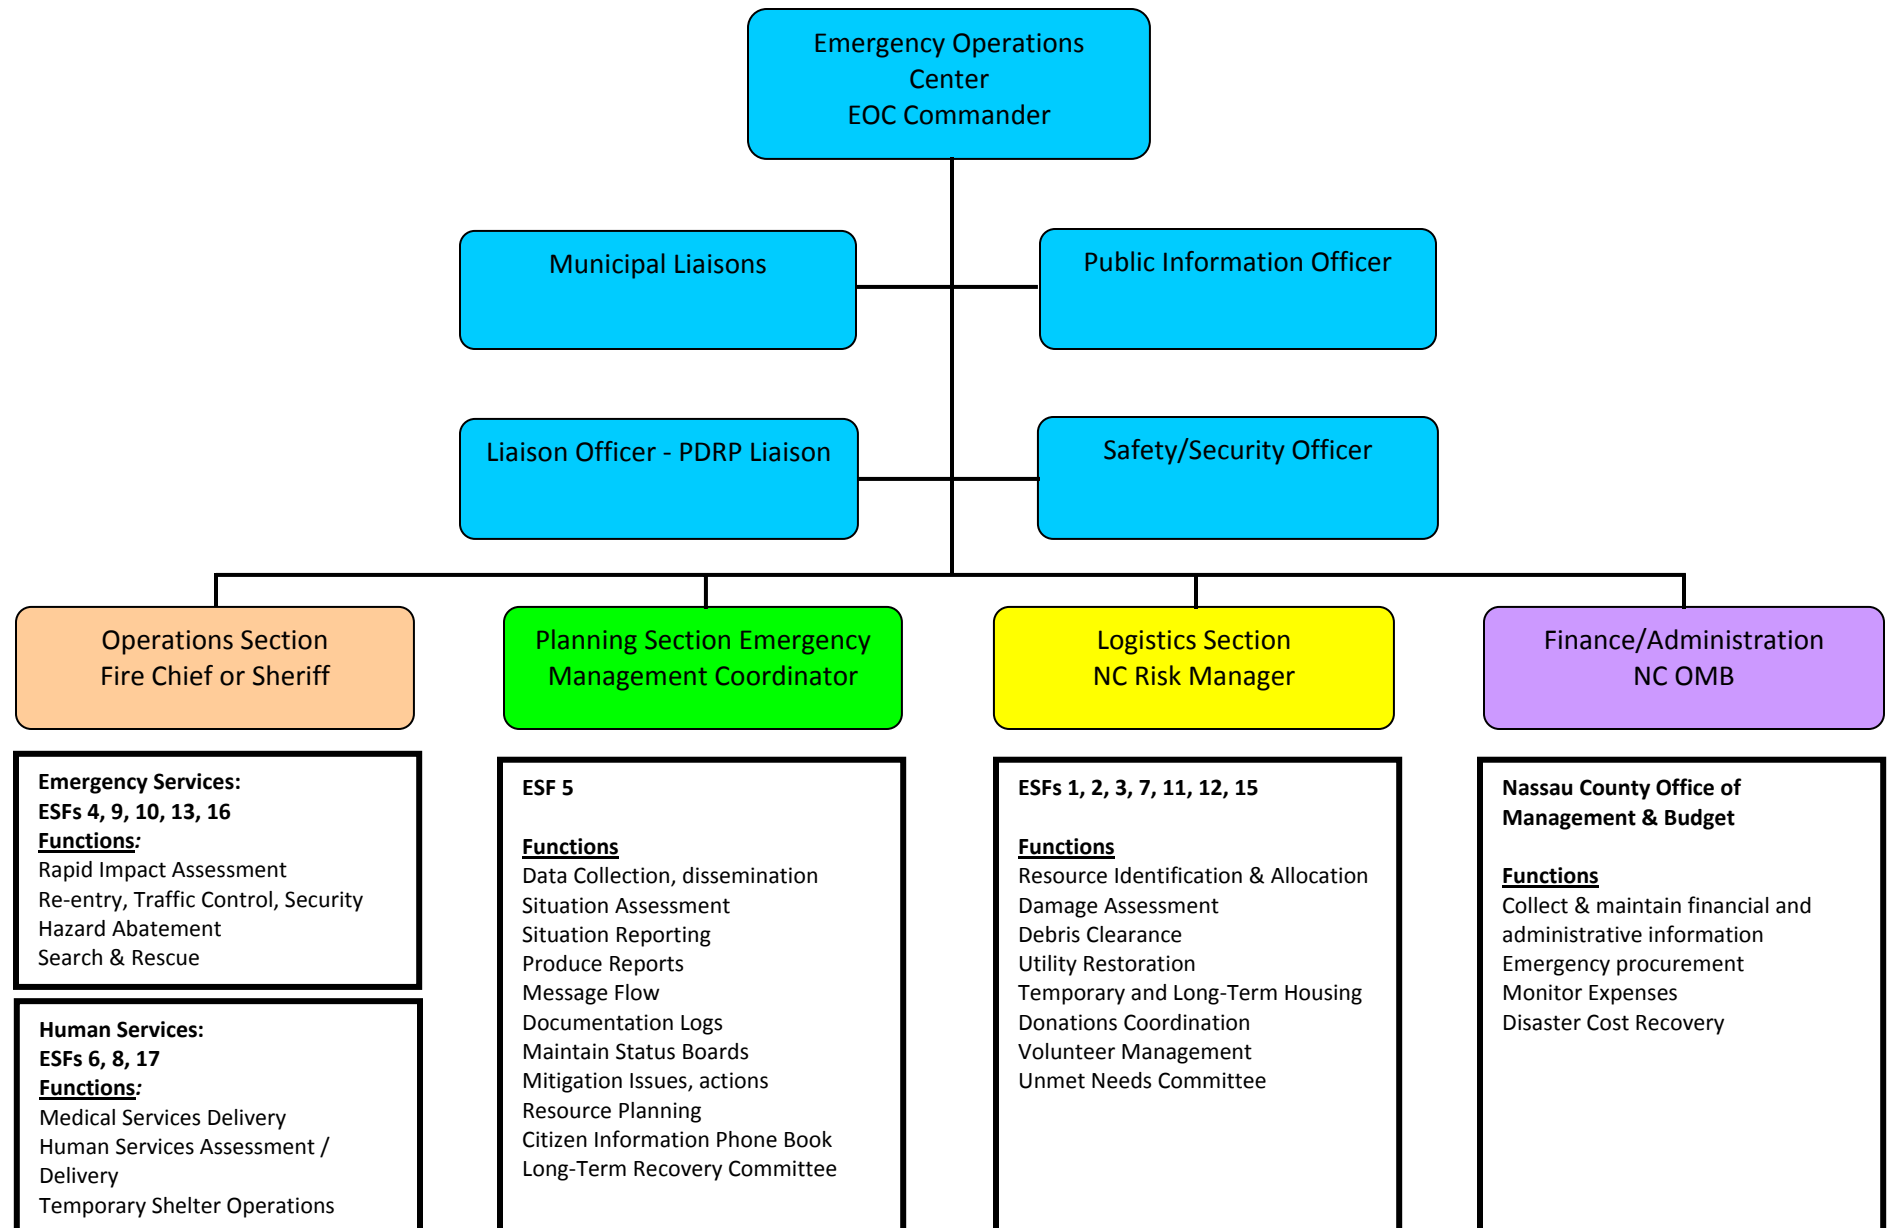 Emergency Operations
Center
EOC Commander
Municipal Liaisons
Public Information Officer
Liaison Officer - PDRP Liaison
Safety/Security Officer
Operations Section
Fire Chief or Sheriff
Planning Section Emergency
Management Coordinator
Logistics Section
NC Risk Manager
Finance/Administration
NC OMB
Emergency Services:
ESFs 4, 9, 10, 13, 16
Functions:
Rapid Impact Assessment
Re-entry, Traffic Control, Security
Hazard Abatement
Search & Rescue
Human Services:
ESFs 6, 8, 17
Functions:
Medical Services Delivery
Human Services Assessment /
Delivery
Temporary Shelter Operations
ESF 5
Functions
Data Collection, dissemination
Situation Assessment
Situation Reporting
Produce Reports
Message Flow
Documentation Logs
Maintain Status Boards
Mitigation Issues, actions
Resource Planning
Citizen Information Phone Book
Long-Term Recovery Committee
ESFs 1, 2, 3, 7, 11, 12, 15
Functions
Resource Identification & Allocation
Damage Assessment
Debris Clearance
Utility Restoration
Temporary and Long-Term Housing
Donations Coordination
Volunteer Management
Unmet Needs Committee
Nassau County Office of
Management & Budget
Functions
Collect & maintain financial and
administrative information
Emergency procurement
Monitor Expenses
Disaster Cost Recovery